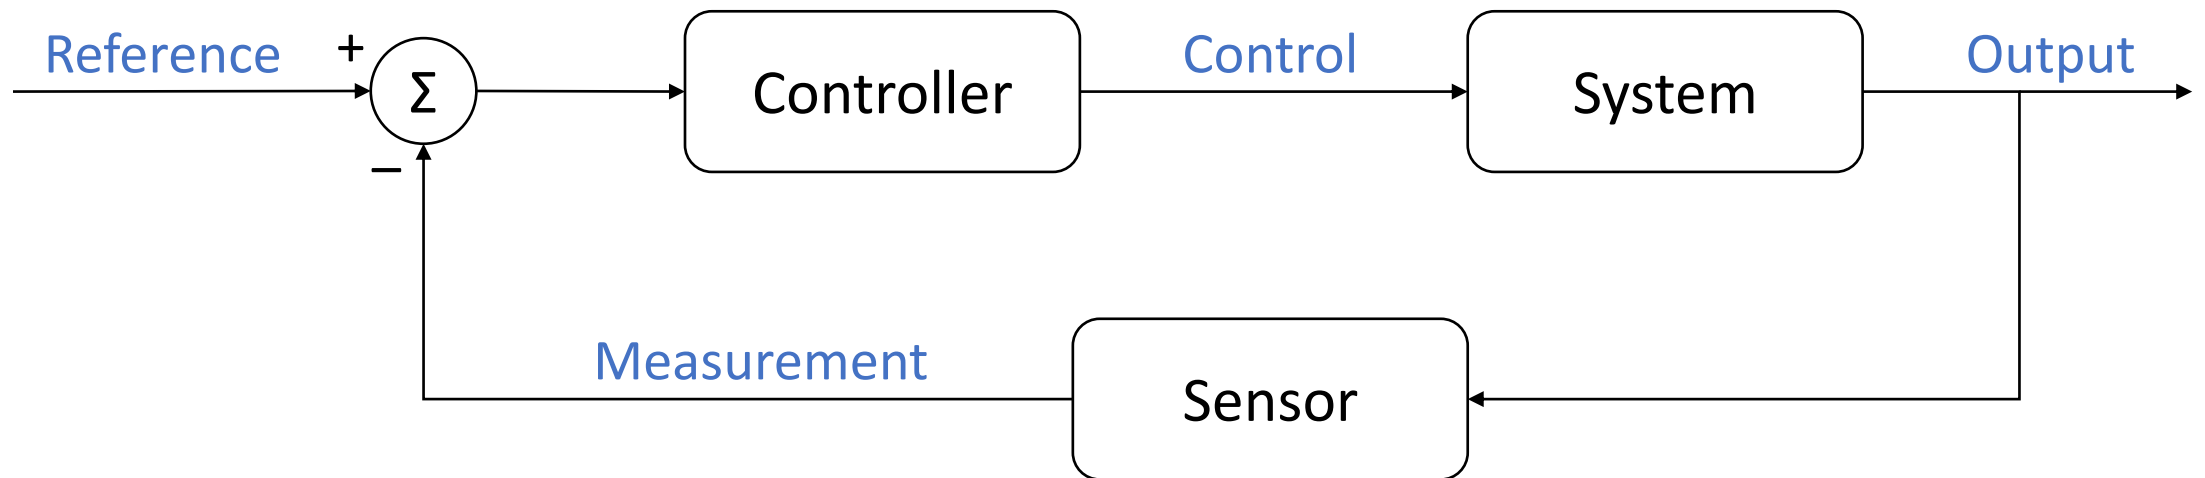 Reference
+
Σ
–
Controller
Control
System
Output
Measurement
Sensor